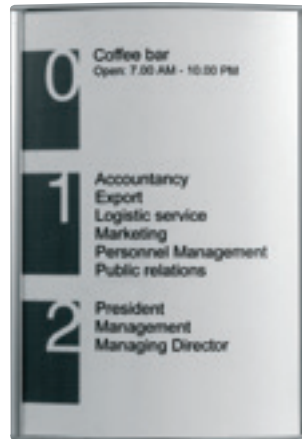 0
Coffee bar
Open: 7.00 AM - 10.00 PM
1
Accountancy
Export
Logistic service
Marketing
Personnel Management
Public relations
2
President
Management
Managing Director